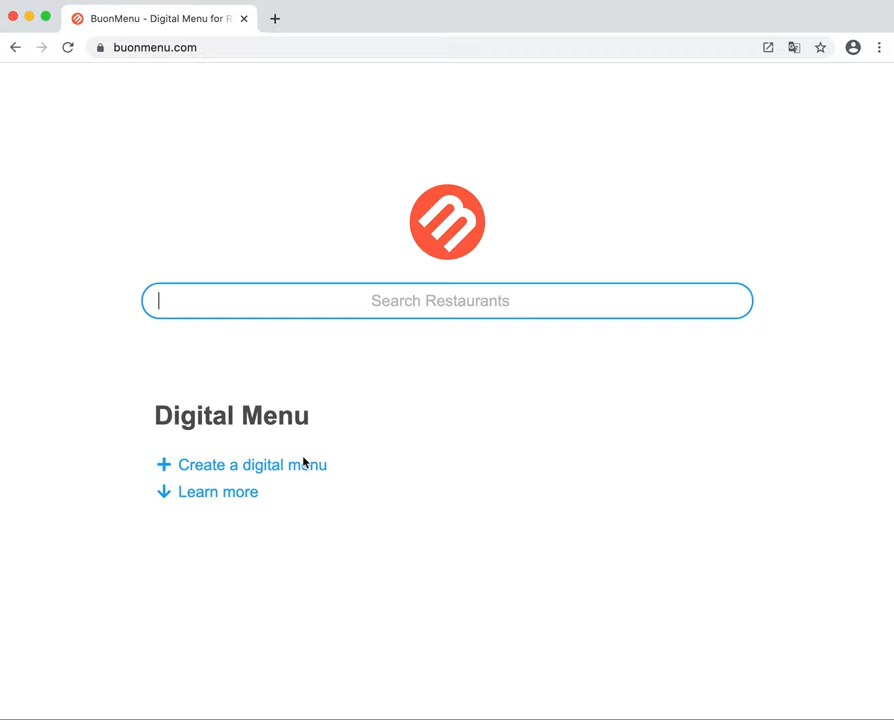 BuonMenu - Digital Menu for R
buonmenu.com
Search Restaurants
Digital Menu
Create a digital menu
Learn more